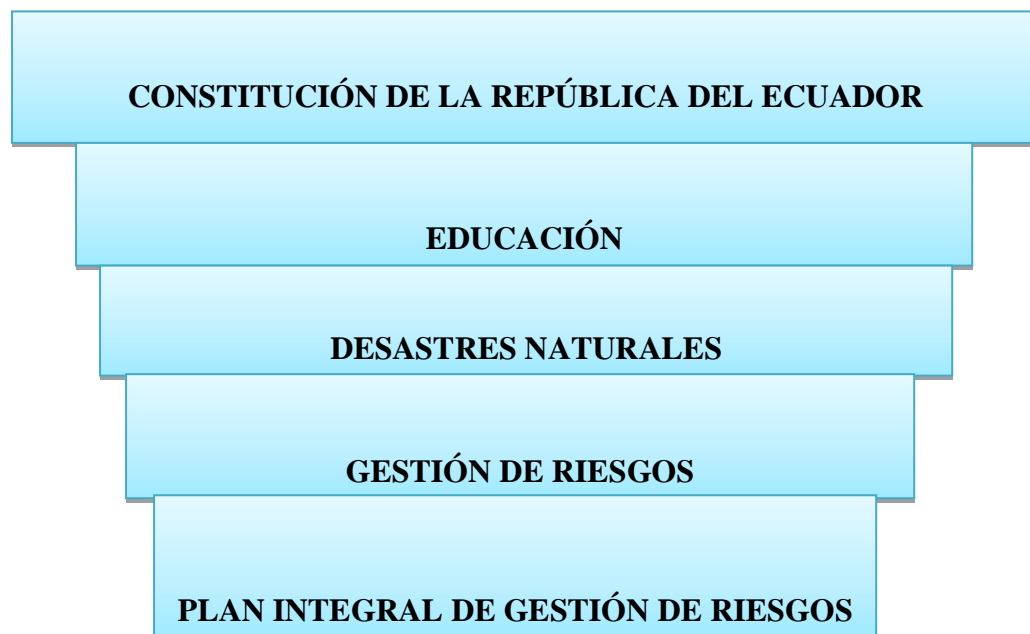 CONSTITUCIÓN DE LA REPÚBLICA DEL ECUADOR
EDUCACIÓN
DESASTRES NATURALES
GESTIÓN DE RIESGOS
PLAN INTEGRAL DE GESTIÓN DE RIESGOS